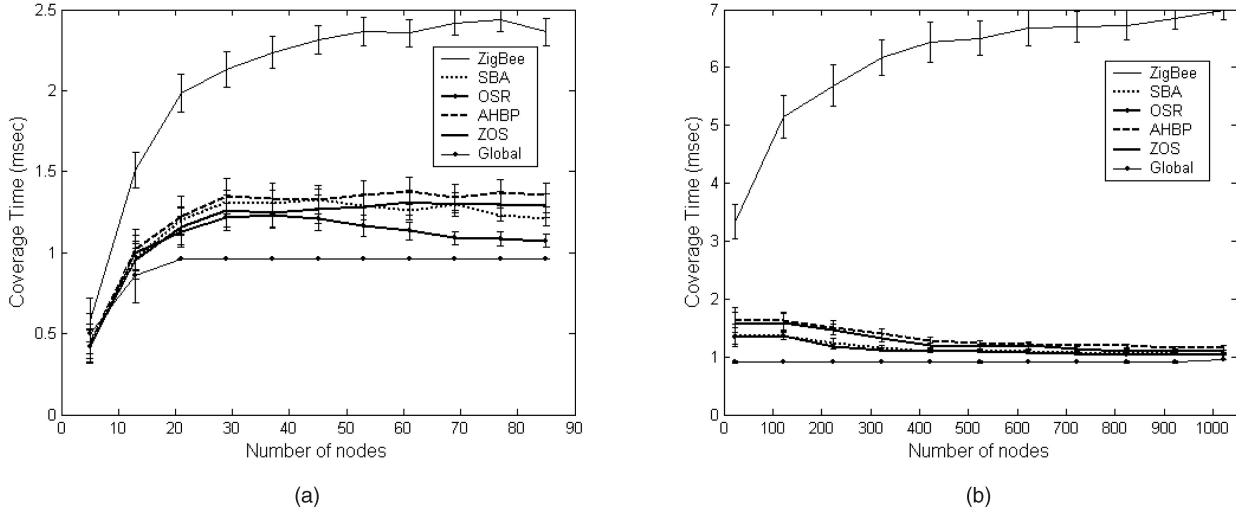 2.5
2
1.5
1
0.5
0
Coverage Time (msec)
ZigBee
SBA
OSR
AHBP
ZOS
Global
0 10 20 30 40 50 60 70 80 90
Number of nodes
(a)
7
6
5
4
3
2
1
0
Coverage Time (msec)
ZigBee
SBA
OSR
AHBP
ZOS
Global
0 100 200 300 400 500 600 700 800 900 1000
Number of nodes
(b)